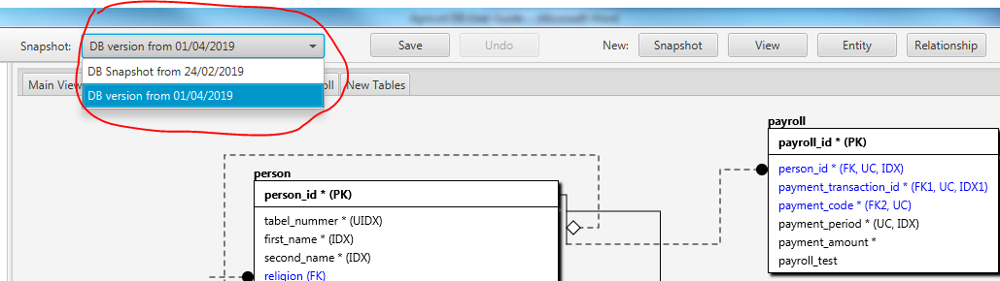 Snapshot: DB version from 01/04/2019 Save Undo New: Snapshot View Entity Relationship
DB Snapshot from 24/02/2019
DB version from 01/04/2019
Main View New Tables
payroll
payroll_id * (PK)
person_id * (FK, UC, IDX)
payment_transaction_id * (FK1, UC, IDX1)
payment_code * (FK2, UC)
payment_period * (UC, IDX)
payment_amount *
payroll_test
person
person_id * (PK)
tabel_nummer * (UIDX)
first_name * (IDX)
second_name * (IDX)
religion (FK)